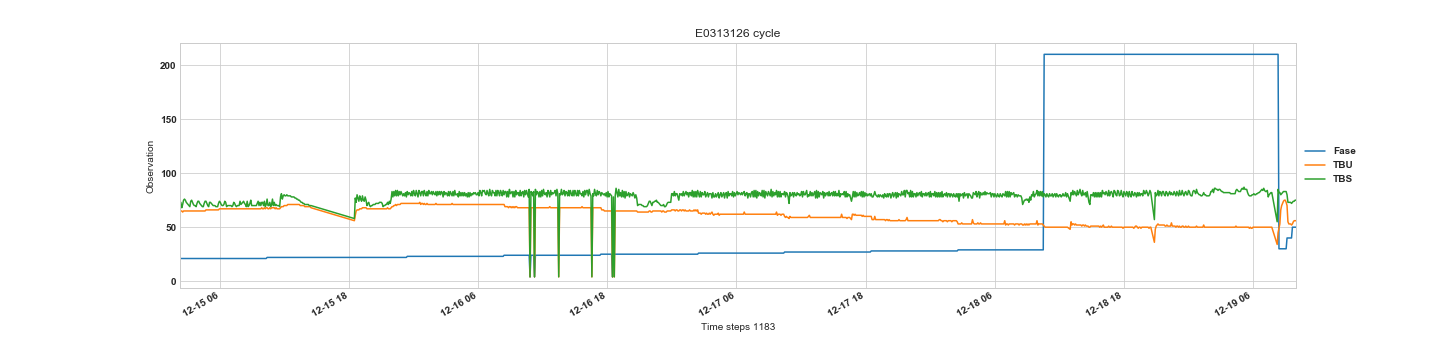 E0313126 cycle
Observation
200
150
100
50
0
12-15 06
12-15 18
12-16 06
12-16 18
12-17 06
12-17 18
12-18 06
12-18 18
12-19 06
Time steps 1183
Fase
TBU
TBS